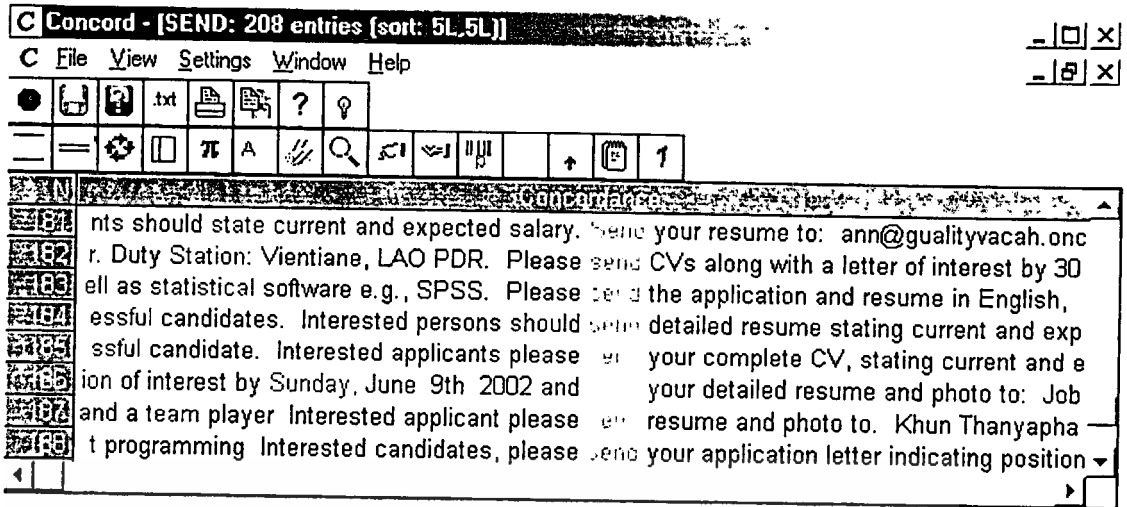 C Concord - [SEND: 208 entries (sort: 5L,5L)]
C File View Settings Window Help
.txt ?
π A
N Concordance
181 nts should state current and expected salary. Send your resume to: ann@gualityvacah.onc
182 r. Duty Station: Vientiane, LAO PDR. Please send CVs along with a letter of interest by 30
183 ell as statistical software e.g., SPSS. Please send the application and resume in English,
184 essful candidates. Interested persons should send detailed resume stating current and exp
185 ssful candidate. Interested applicants please your complete CV, stating current and e
186 ion of interest by Sunday, June 9th 2002 and your detailed resume and photo to: Job
187 and a team player Interested applicant please resume and photo to. Khun Thanyapha
188 t programming Interested candidates, please send your application letter indicating position